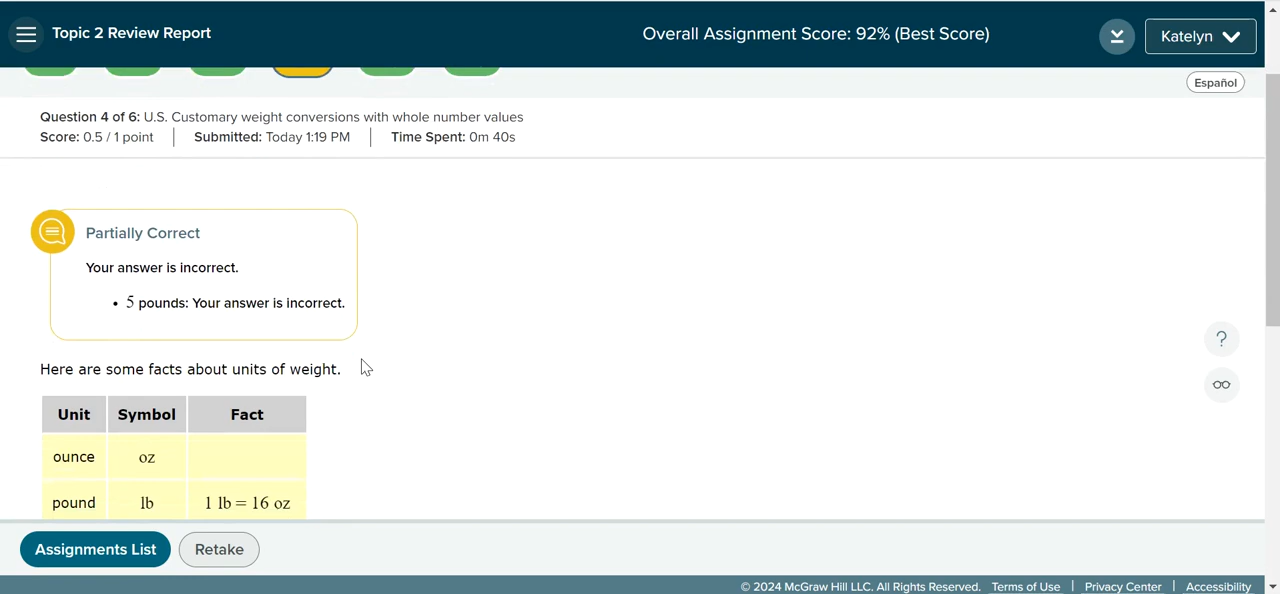 Topic 2 Review Report
Overall Assignment Score: 92% (Best Score)
Katelyn
Español
Question 4 of 6: U.S. Customary weight conversions with whole number values
Score: 0.5 / 1 point
Submitted: Today 1:19 PM
Time Spent: 0m 40s
Partially Correct
Your answer is incorrect.
• 5 pounds: Your answer is incorrect.
Here are some facts about units of weight.
Unit Symbol Fact
ounce oz
pound lb 1 lb = 16 oz
?
Assignments List
Retake
© 2024 McGraw Hill LLC. All Rights Reserved. Terms of Use | Privacy Center | Accessibility